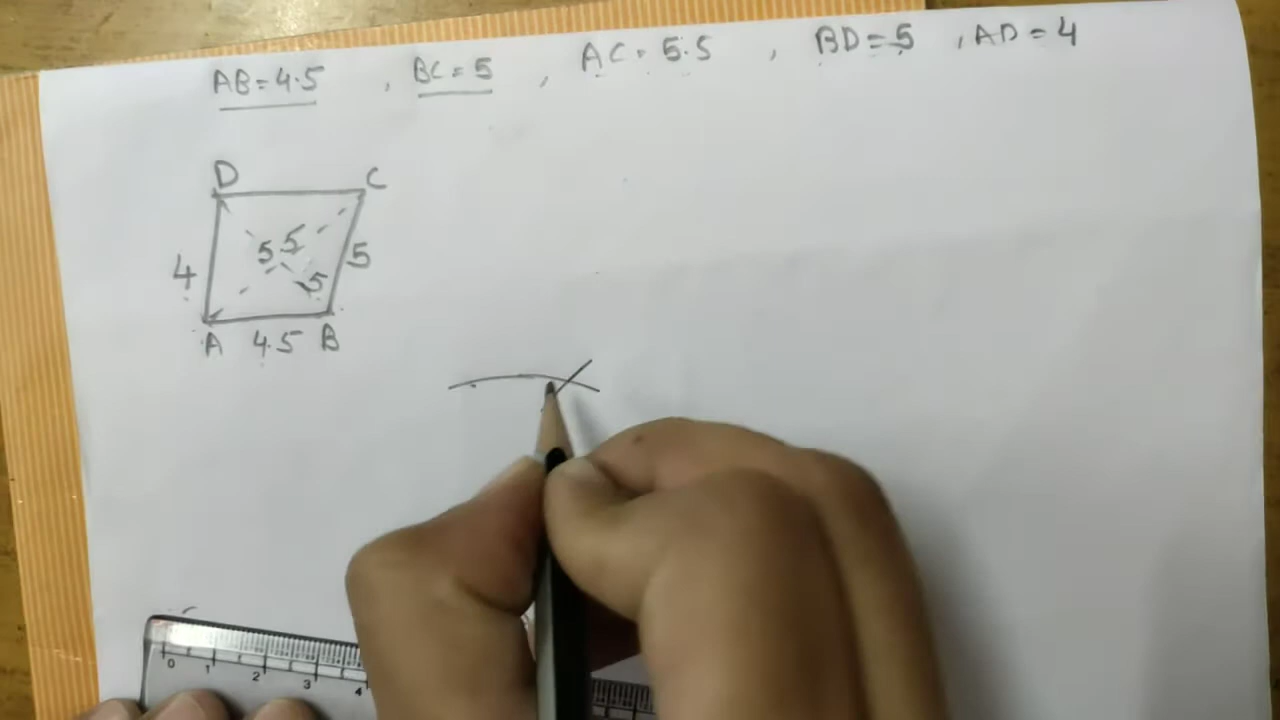 AB = 4.5 , BC = 5 , AC = 5.5 , BD = 5 , AD = 4
D C
5 5
4 5 5
A 4.5 B
0 1 2 3 4